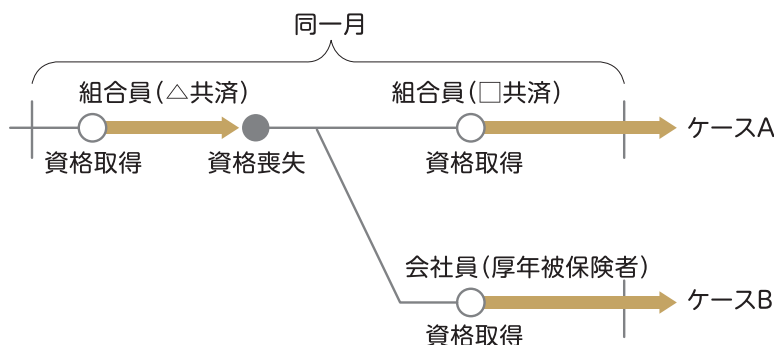 同一月
組合員(△共済)
組合員(□共済)
ケースA
資格取得
資格喪失
資格取得
会社員(厚年被保険者)
ケースB
資格取得